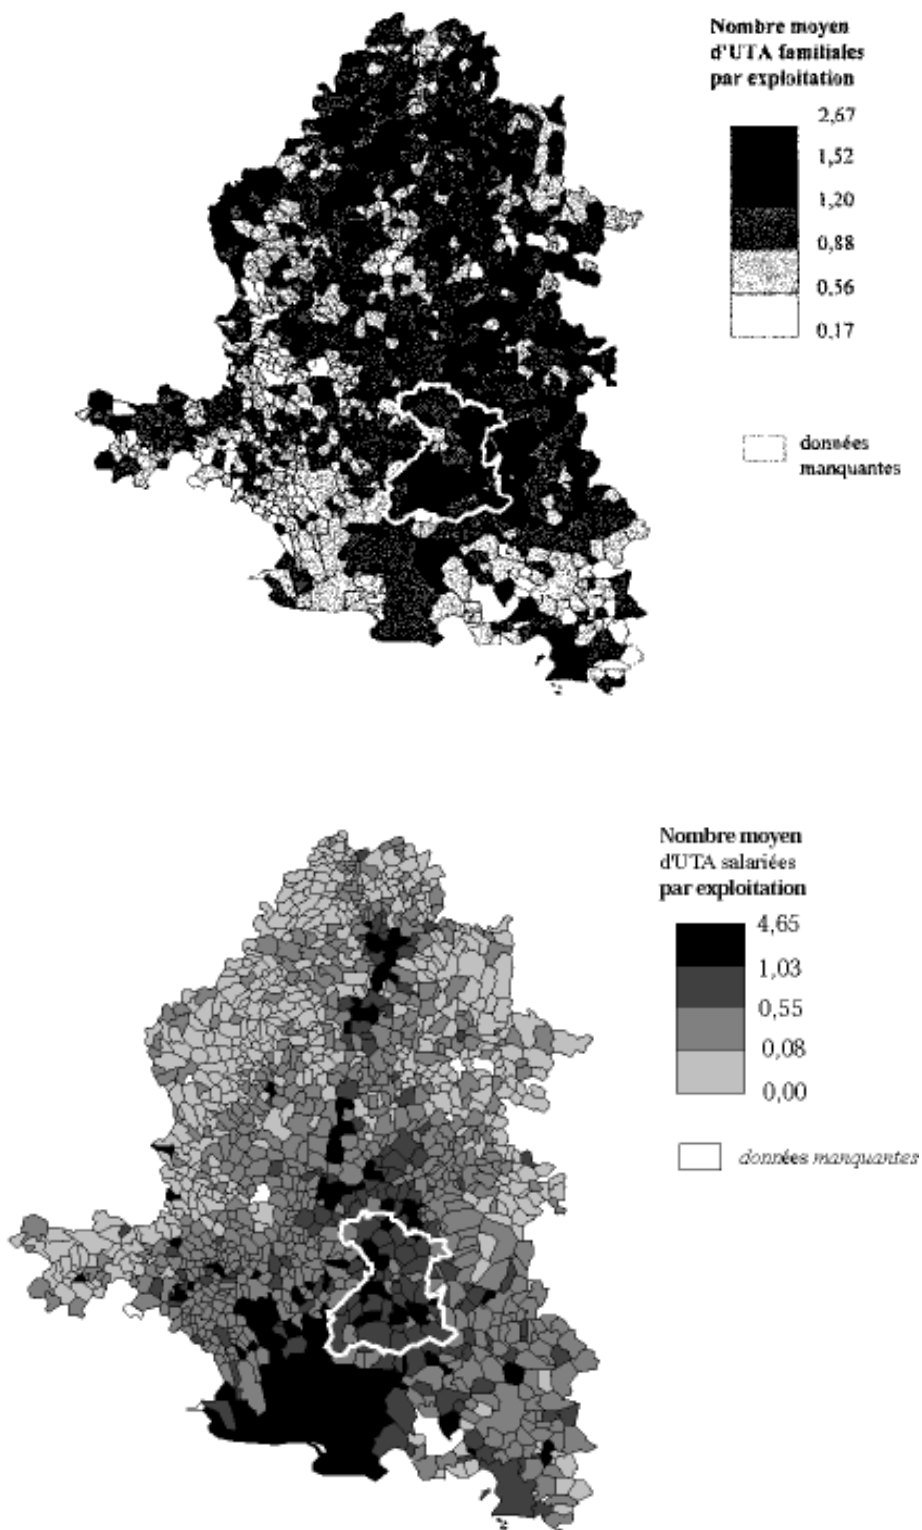 Nombre moyen
d'UTA familiales
par exploitation
2,67
1,52
1,20
0,88
0,56
0,17
données
manquantes
Nombre moyen
d'UTA salariées
par exploitation
4,65
1,03
0,55
0,08
0,00
données manquantes